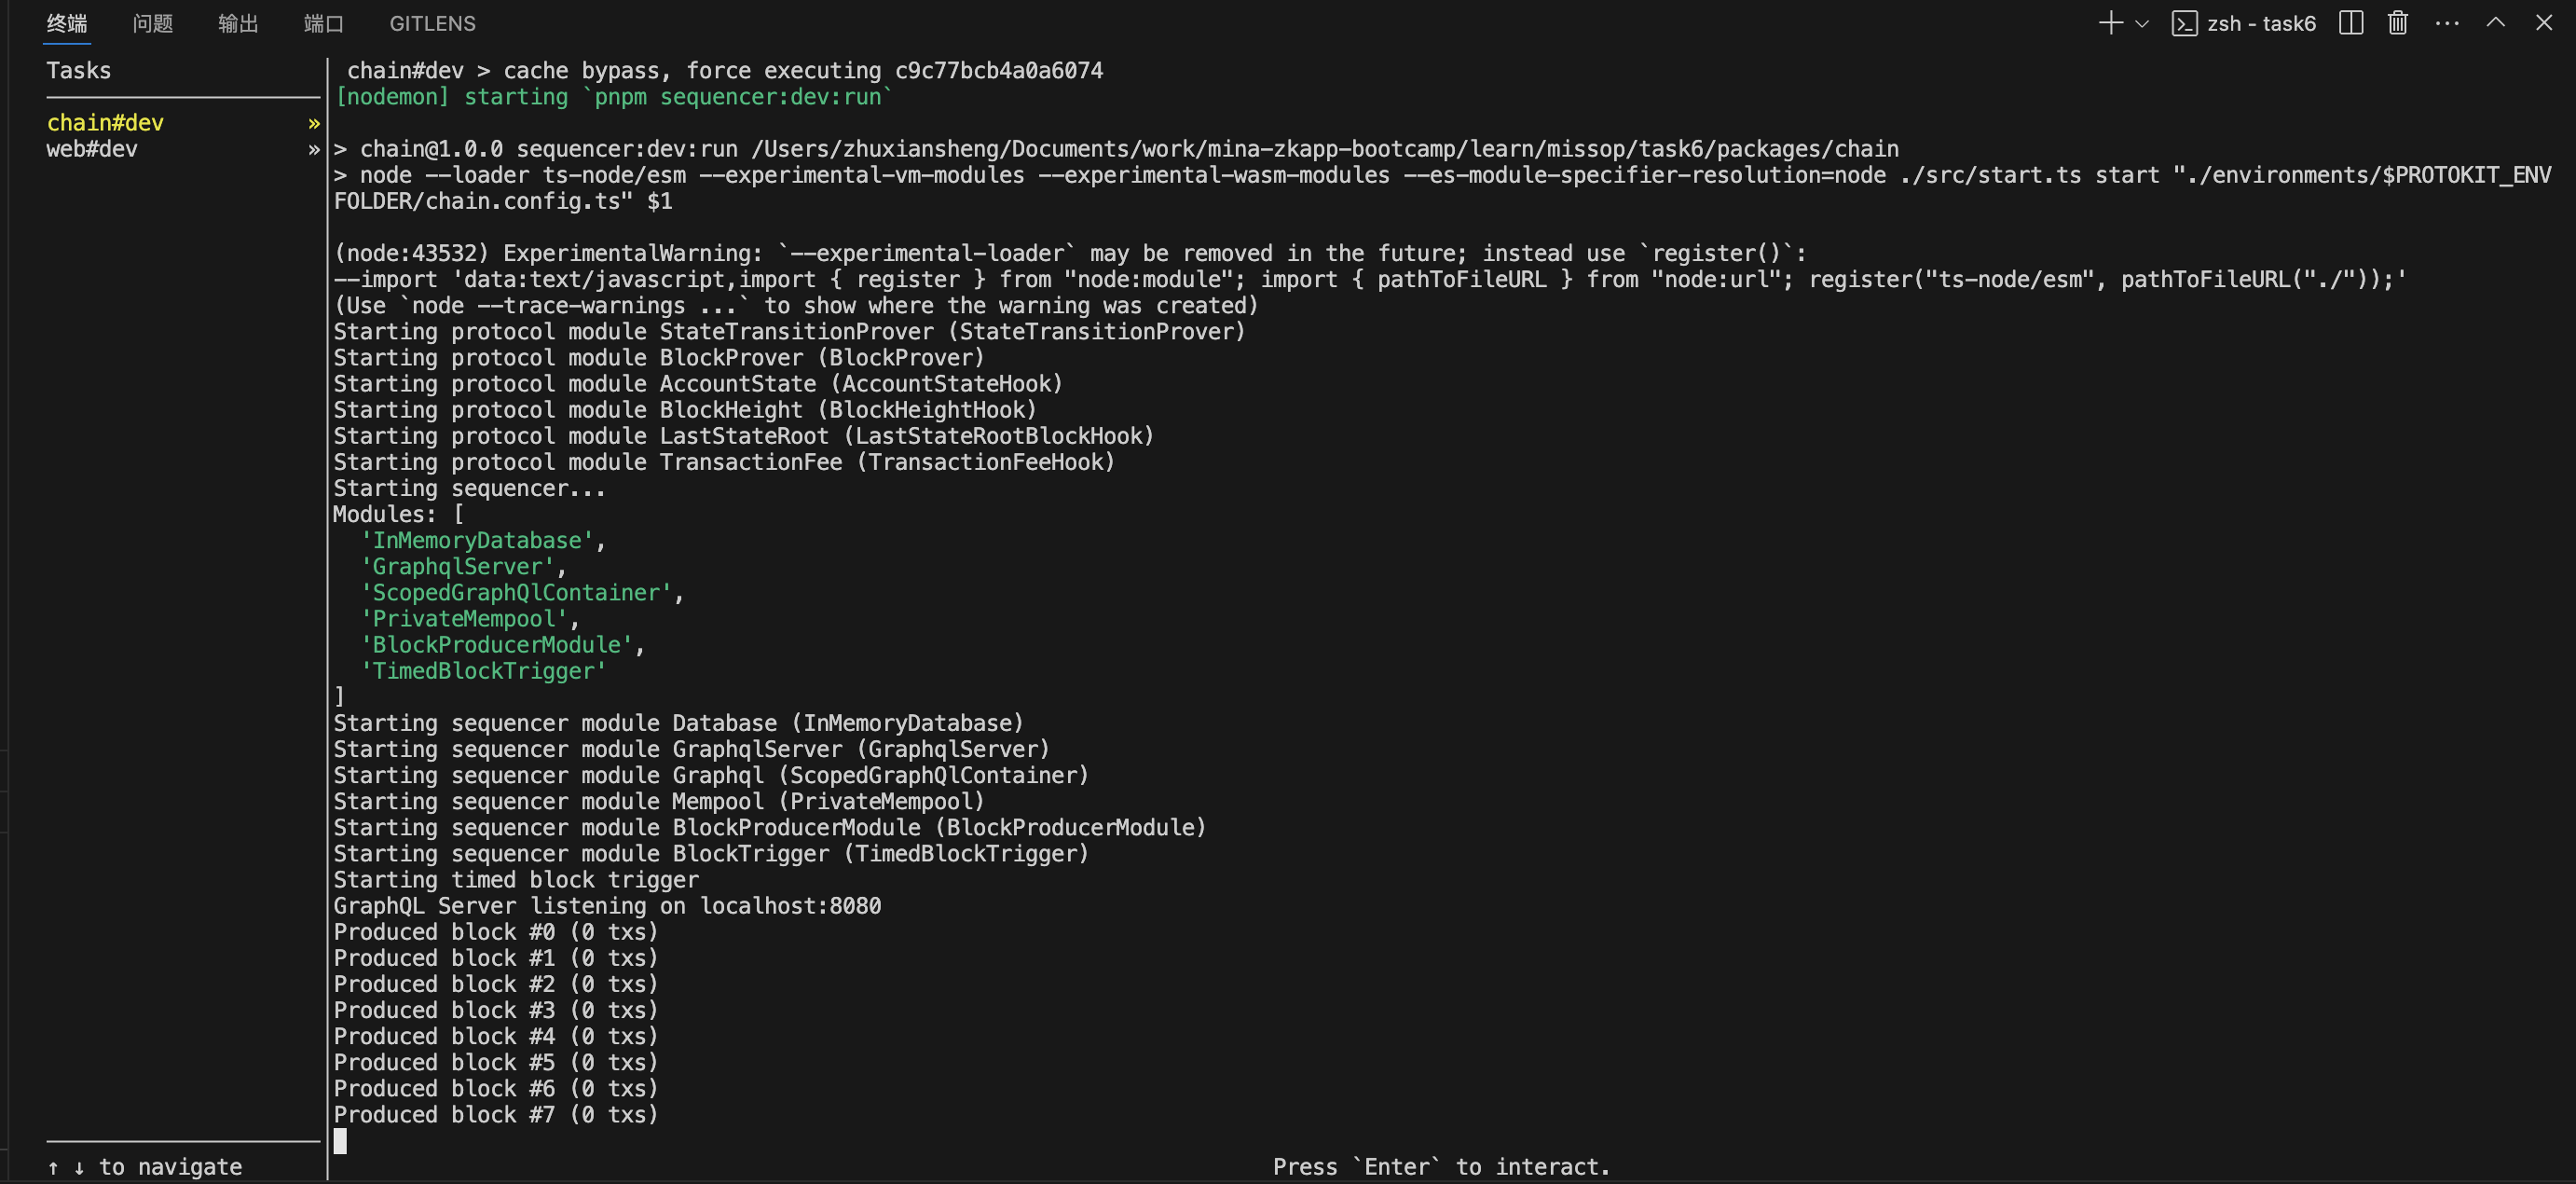 终端 问题 输出 端口 GITLENS
zsh - task6
Tasks
chain#dev »
web#dev »
chain#dev > cache bypass, force executing c9c77bcb4a0a6074
[nodemon] starting `pnpm sequencer:dev:run`
> chain@1.0.0 sequencer:dev:run /Users/zhuxiansheng/Documents/work/mina-zkapp-bootcamp/learn/missop/task6/packages/chain
> node --loader ts-node/esm --experimental-vm-modules --experimental-wasm-modules --es-module-specifier-resolution=node ./src/start.ts start "./environments/$PROTOKIT_ENV
FOLDER/chain.config.ts" $1
(node:43532) ExperimentalWarning: `--experimental-loader` may be removed in the future; instead use `register()`:
--import 'data:text/javascript,import { register } from "node:module"; import { pathToFileURL } from "node:url"; register("ts-node/esm", pathToFileURL("./"));'
(Use `node --trace-warnings ...` to show where the warning was created)
Starting protocol module StateTransitionProver (StateTransitionProver)
Starting protocol module BlockProver (BlockProver)
Starting protocol module AccountState (AccountStateHook)
Starting protocol module BlockHeight (BlockHeightHook)
Starting protocol module LastStateRoot (LastStateRootBlockHook)
Starting protocol module TransactionFee (TransactionFeeHook)
Starting sequencer...
Modules: [
'InMemoryDatabase',
'GraphqlServer',
'ScopedGraphQlContainer',
'PrivateMempool',
'BlockProducerModule',
'TimedBlockTrigger'
]
Starting sequencer module Database (InMemoryDatabase)
Starting sequencer module GraphqlServer (GraphqlServer)
Starting sequencer module Graphql (ScopedGraphQlContainer)
Starting sequencer module Mempool (PrivateMempool)
Starting sequencer module BlockProducerModule (BlockProducerModule)
Starting sequencer module BlockTrigger (TimedBlockTrigger)
Starting timed block trigger
GraphQL Server listening on localhost:8080
Produced block #0 (0 txs)
Produced block #1 (0 txs)
Produced block #2 (0 txs)
Produced block #3 (0 txs)
Produced block #4 (0 txs)
Produced block #5 (0 txs)
Produced block #6 (0 txs)
Produced block #7 (0 txs)
↑ ↓ to navigate
Press `Enter` to interact.